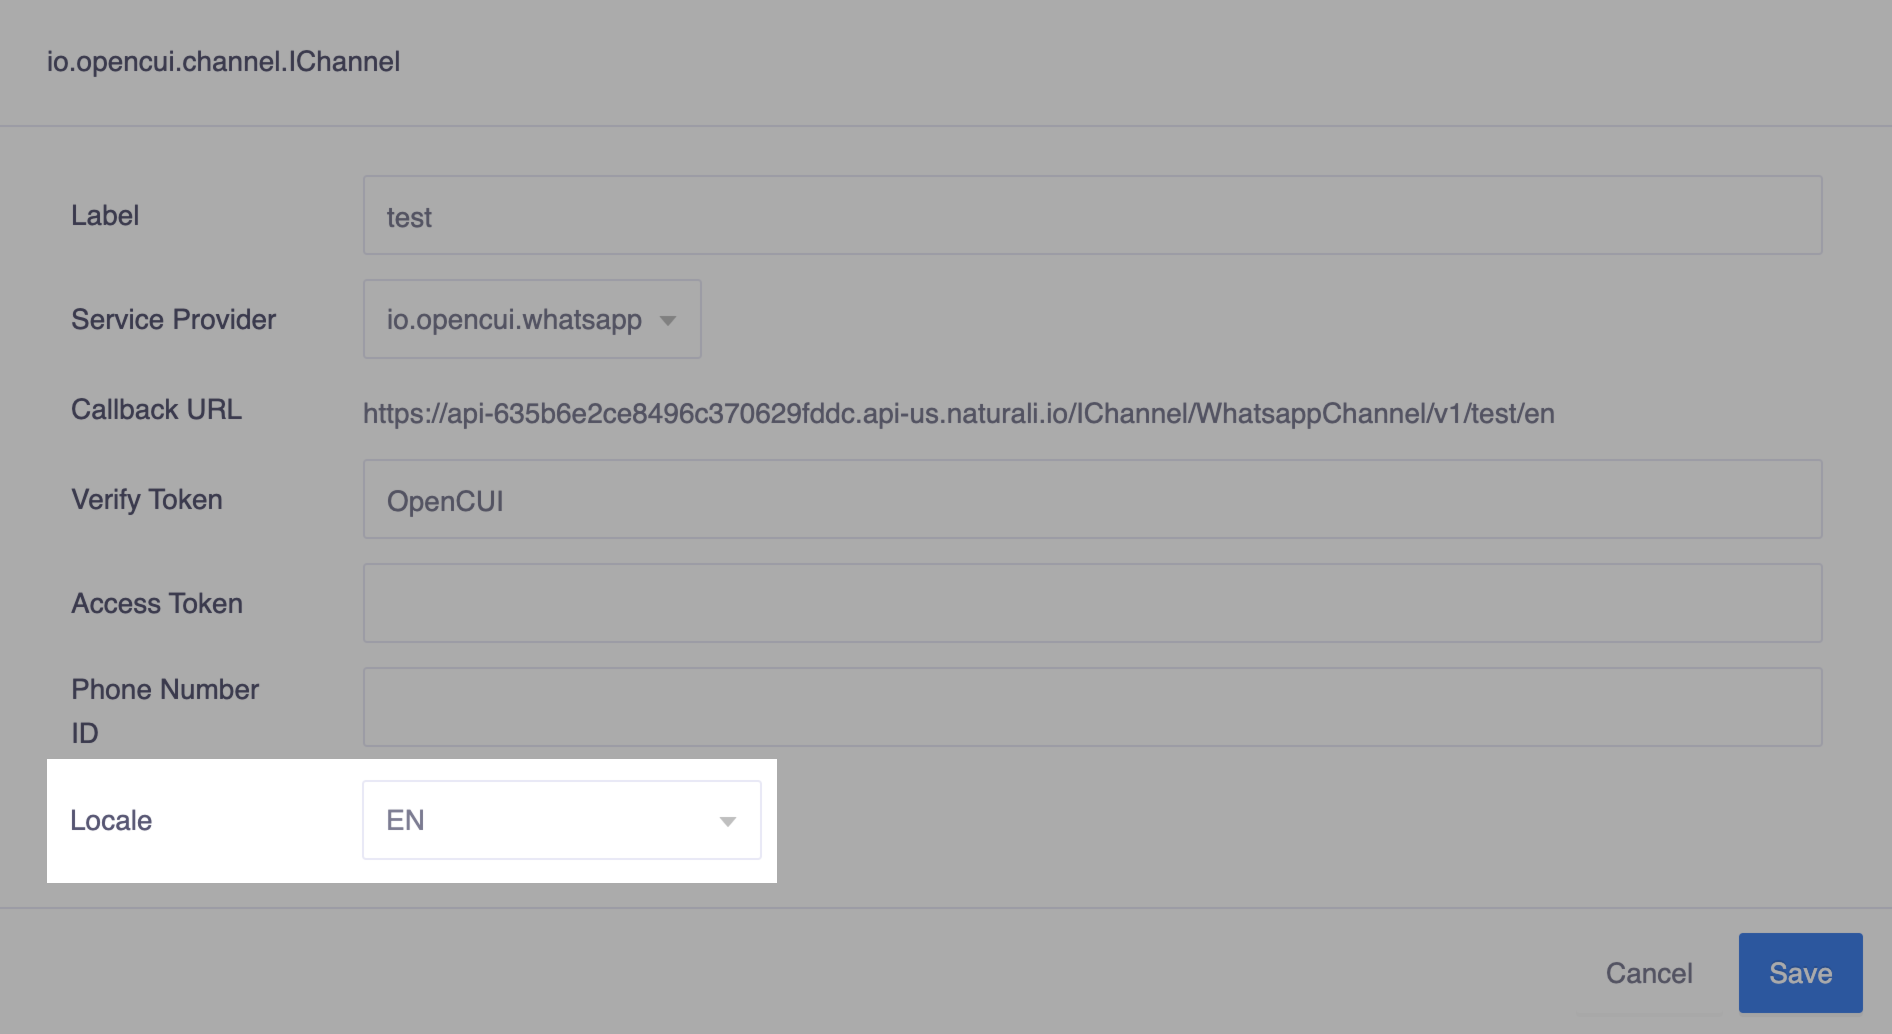 io.opencui.channel.IChannel
Label
test
Service Provider
io.opencui.whatsapp
Callback URL
https://api-635b6e2ce8496c370629fddc.api-us.naturali.io/IChannel/WhatsappChannel/v1/test/en
Verify Token
OpenCUI
Access Token
Phone Number
ID
Locale
EN
Cancel
Save